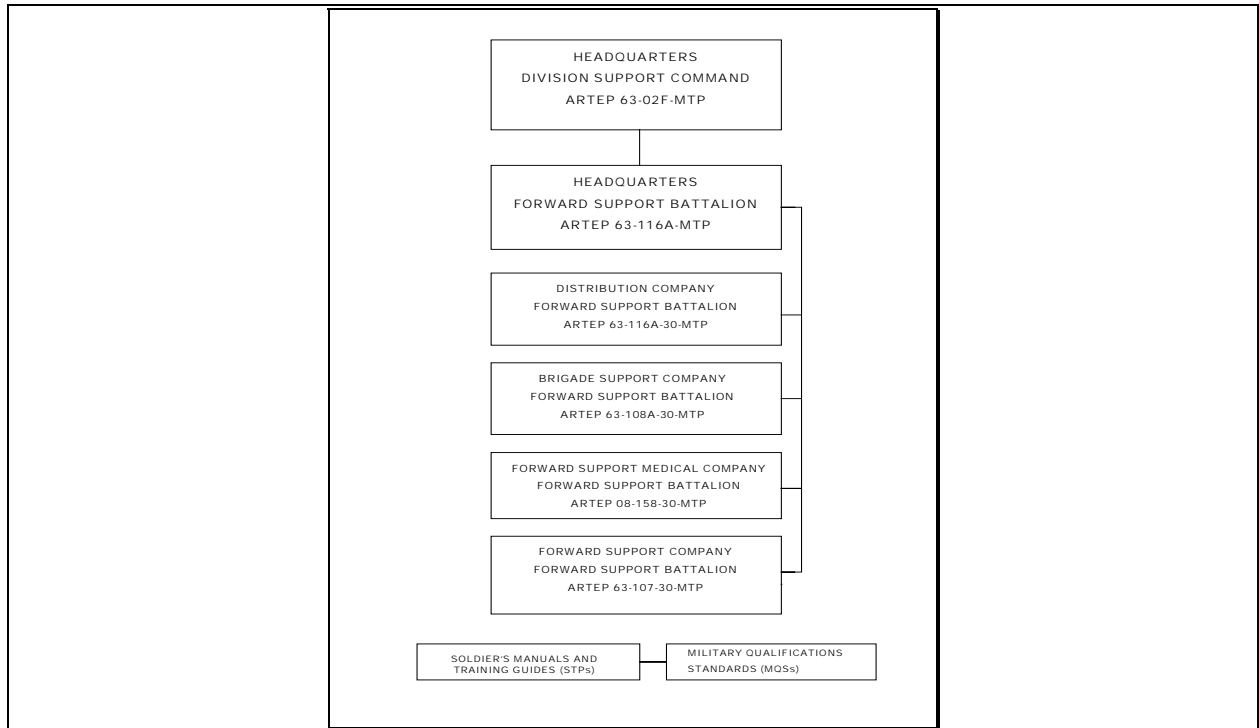 HEADQUARTERS
DIVISION SUPPORT COMMAND
ARTEP 63-02F-MTP
HEADQUARTERS
FORWARD SUPPORT BATTALION
ARTEP 63-116A-MTP
DISTRIBUTION COMPANY
FORWARD SUPPORT BATTALION
ARTEP 63-116A-30-MTP
BRIGADE SUPPORT COMPANY
FORWARD SUPPORT BATTALION
ARTEP 63-108A-30-MTP
FORWARD SUPPORT MEDICAL COMPANY
FORWARD SUPPORT BATTALION
ARTEP 08-158-30-MTP
FORWARD SUPPORT COMPANY
FORWARD SUPPORT BATTALION
ARTEP 63-107-30-MTP
SOLDIER'S MANUALS AND
TRAINING GUIDES (STPs)
MILITARY QUALIFICATIONS
STANDARDS (MQSs)